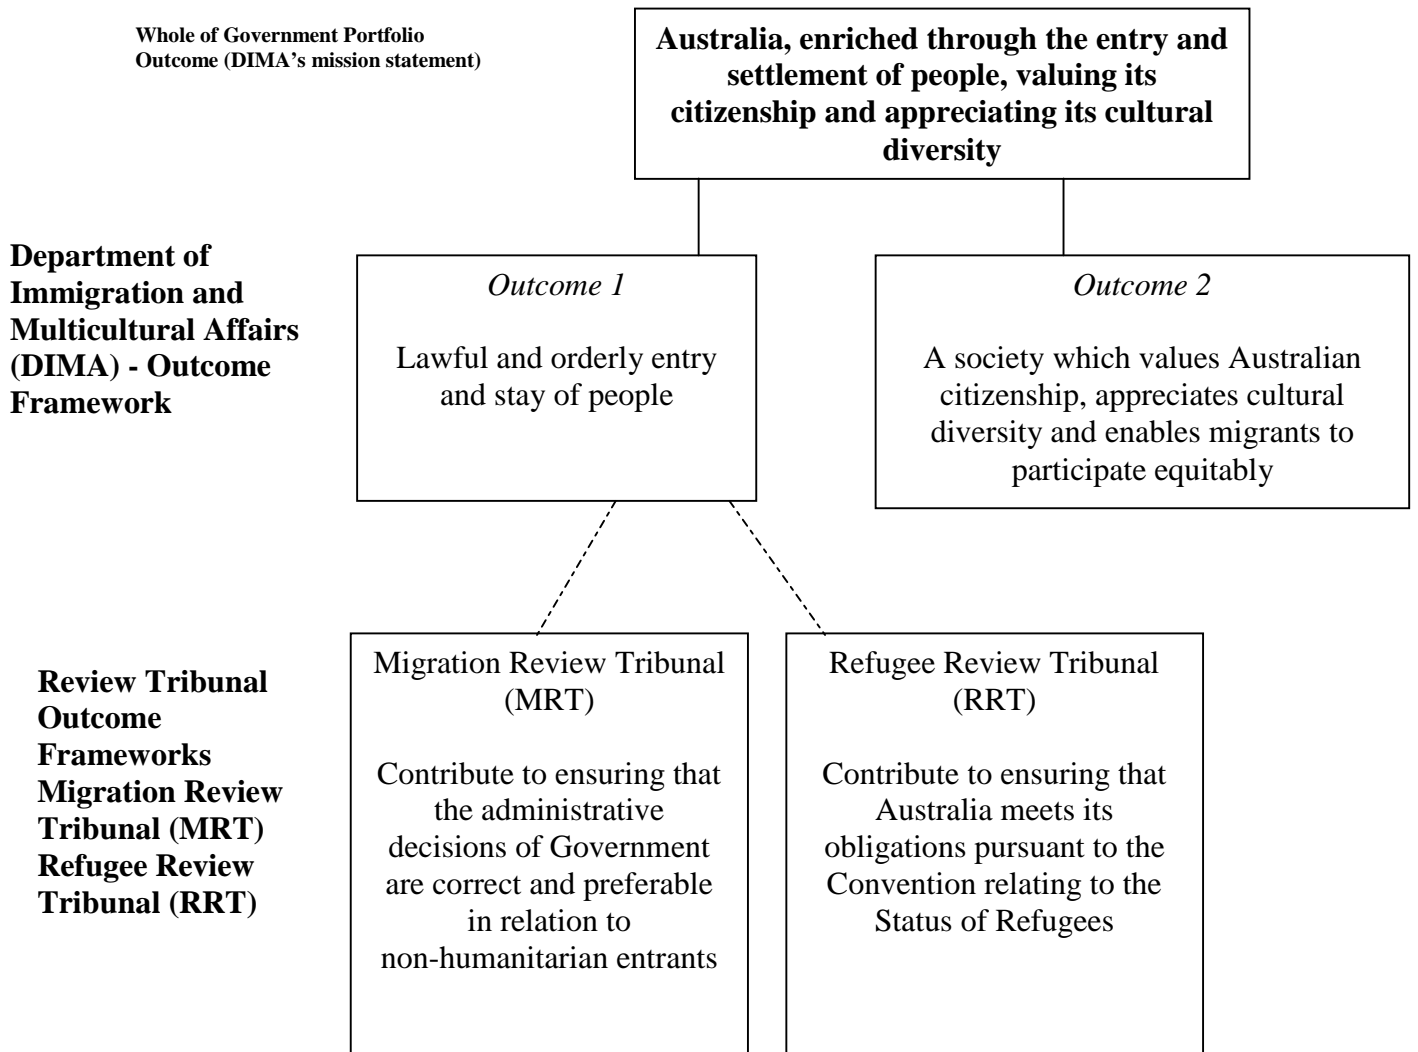 Whole of Government Portfolio
Outcome (DIMA’s mission statement)
Australia, enriched through the entry and
settlement of people, valuing its
citizenship and appreciating its cultural
diversity
Department of
Immigration and
Multicultural Affairs
(DIMA) - Outcome
Framework
Outcome 1
Lawful and orderly entry
and stay of people
Outcome 2
A society which values Australian
citizenship, appreciates cultural
diversity and enables migrants to
participate equitably
Review Tribunal
Outcome
Frameworks
Migration Review
Tribunal (MRT)
Refugee Review
Tribunal (RRT)
Migration Review Tribunal
(MRT)
Contribute to ensuring that
the administrative
decisions of Government
are correct and preferable
in relation to
non-humanitarian entrants
Refugee Review Tribunal
(RRT)
Contribute to ensuring that
Australia meets its
obligations pursuant to the
Convention relating to the
Status of Refugees